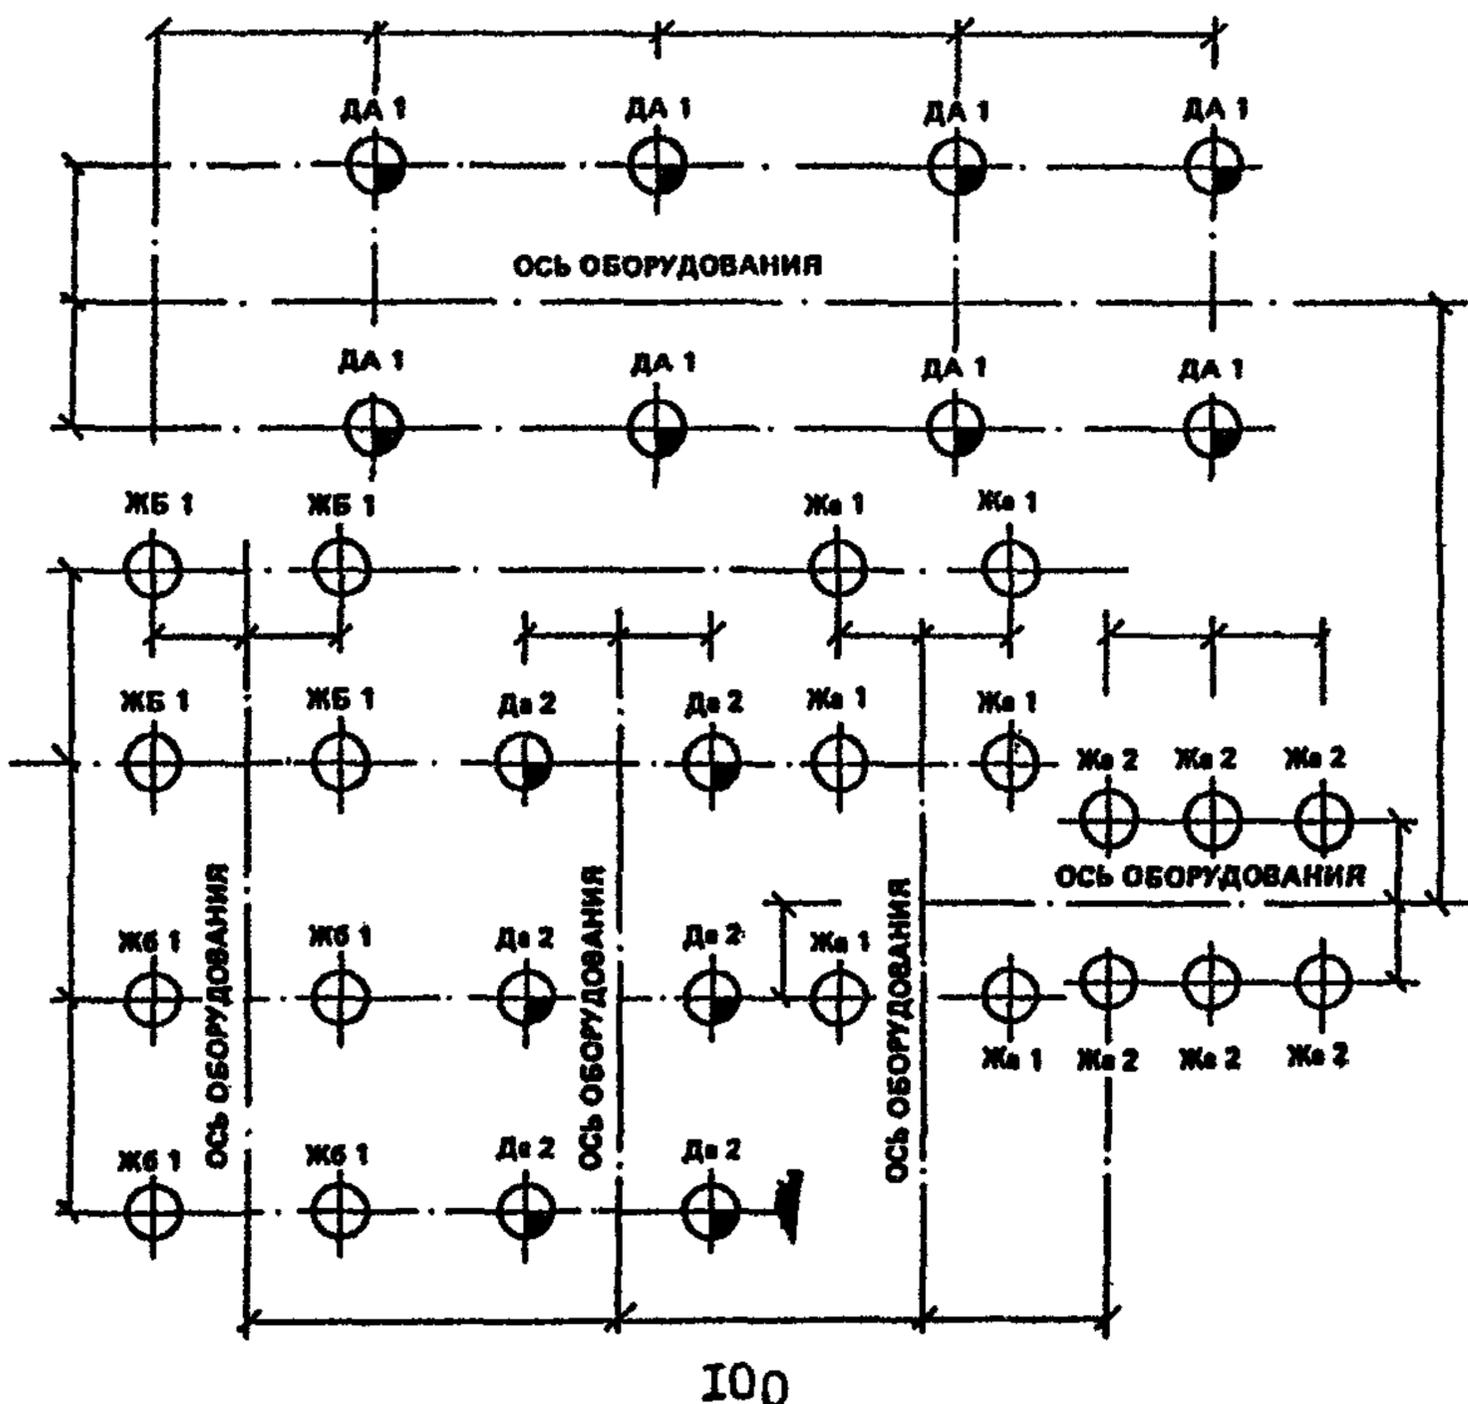 ДА 1 ДА 1 ДА 1 ДА 1
ОСЬ ОБОРУДОВАНИЯ
ДА 1 ДА 1 ДА 1 ДА 1
ЖБ 1 ЖБ 1 Жа 1 Жа 1
ЖБ 1 ЖБ 1 Да 2 Да 2 Жа 1 Жа 1
Жа 2 Жа 2 Жа 2
ОСЬ ОБОРУДОВАНИЯ
Жб 1 Жб 1 Да 2 Да 2 Жа 1
ОСЬ ОБОРУДОВАНИЯ
ОСЬ ОБОРУДОВАНИЯ
ОСЬ ОБОРУДОВАНИЯ
Жа 1 Жа 2 Жа 2 Жа 2
Жб 1 Жб 1 Да 2 Да 2
100